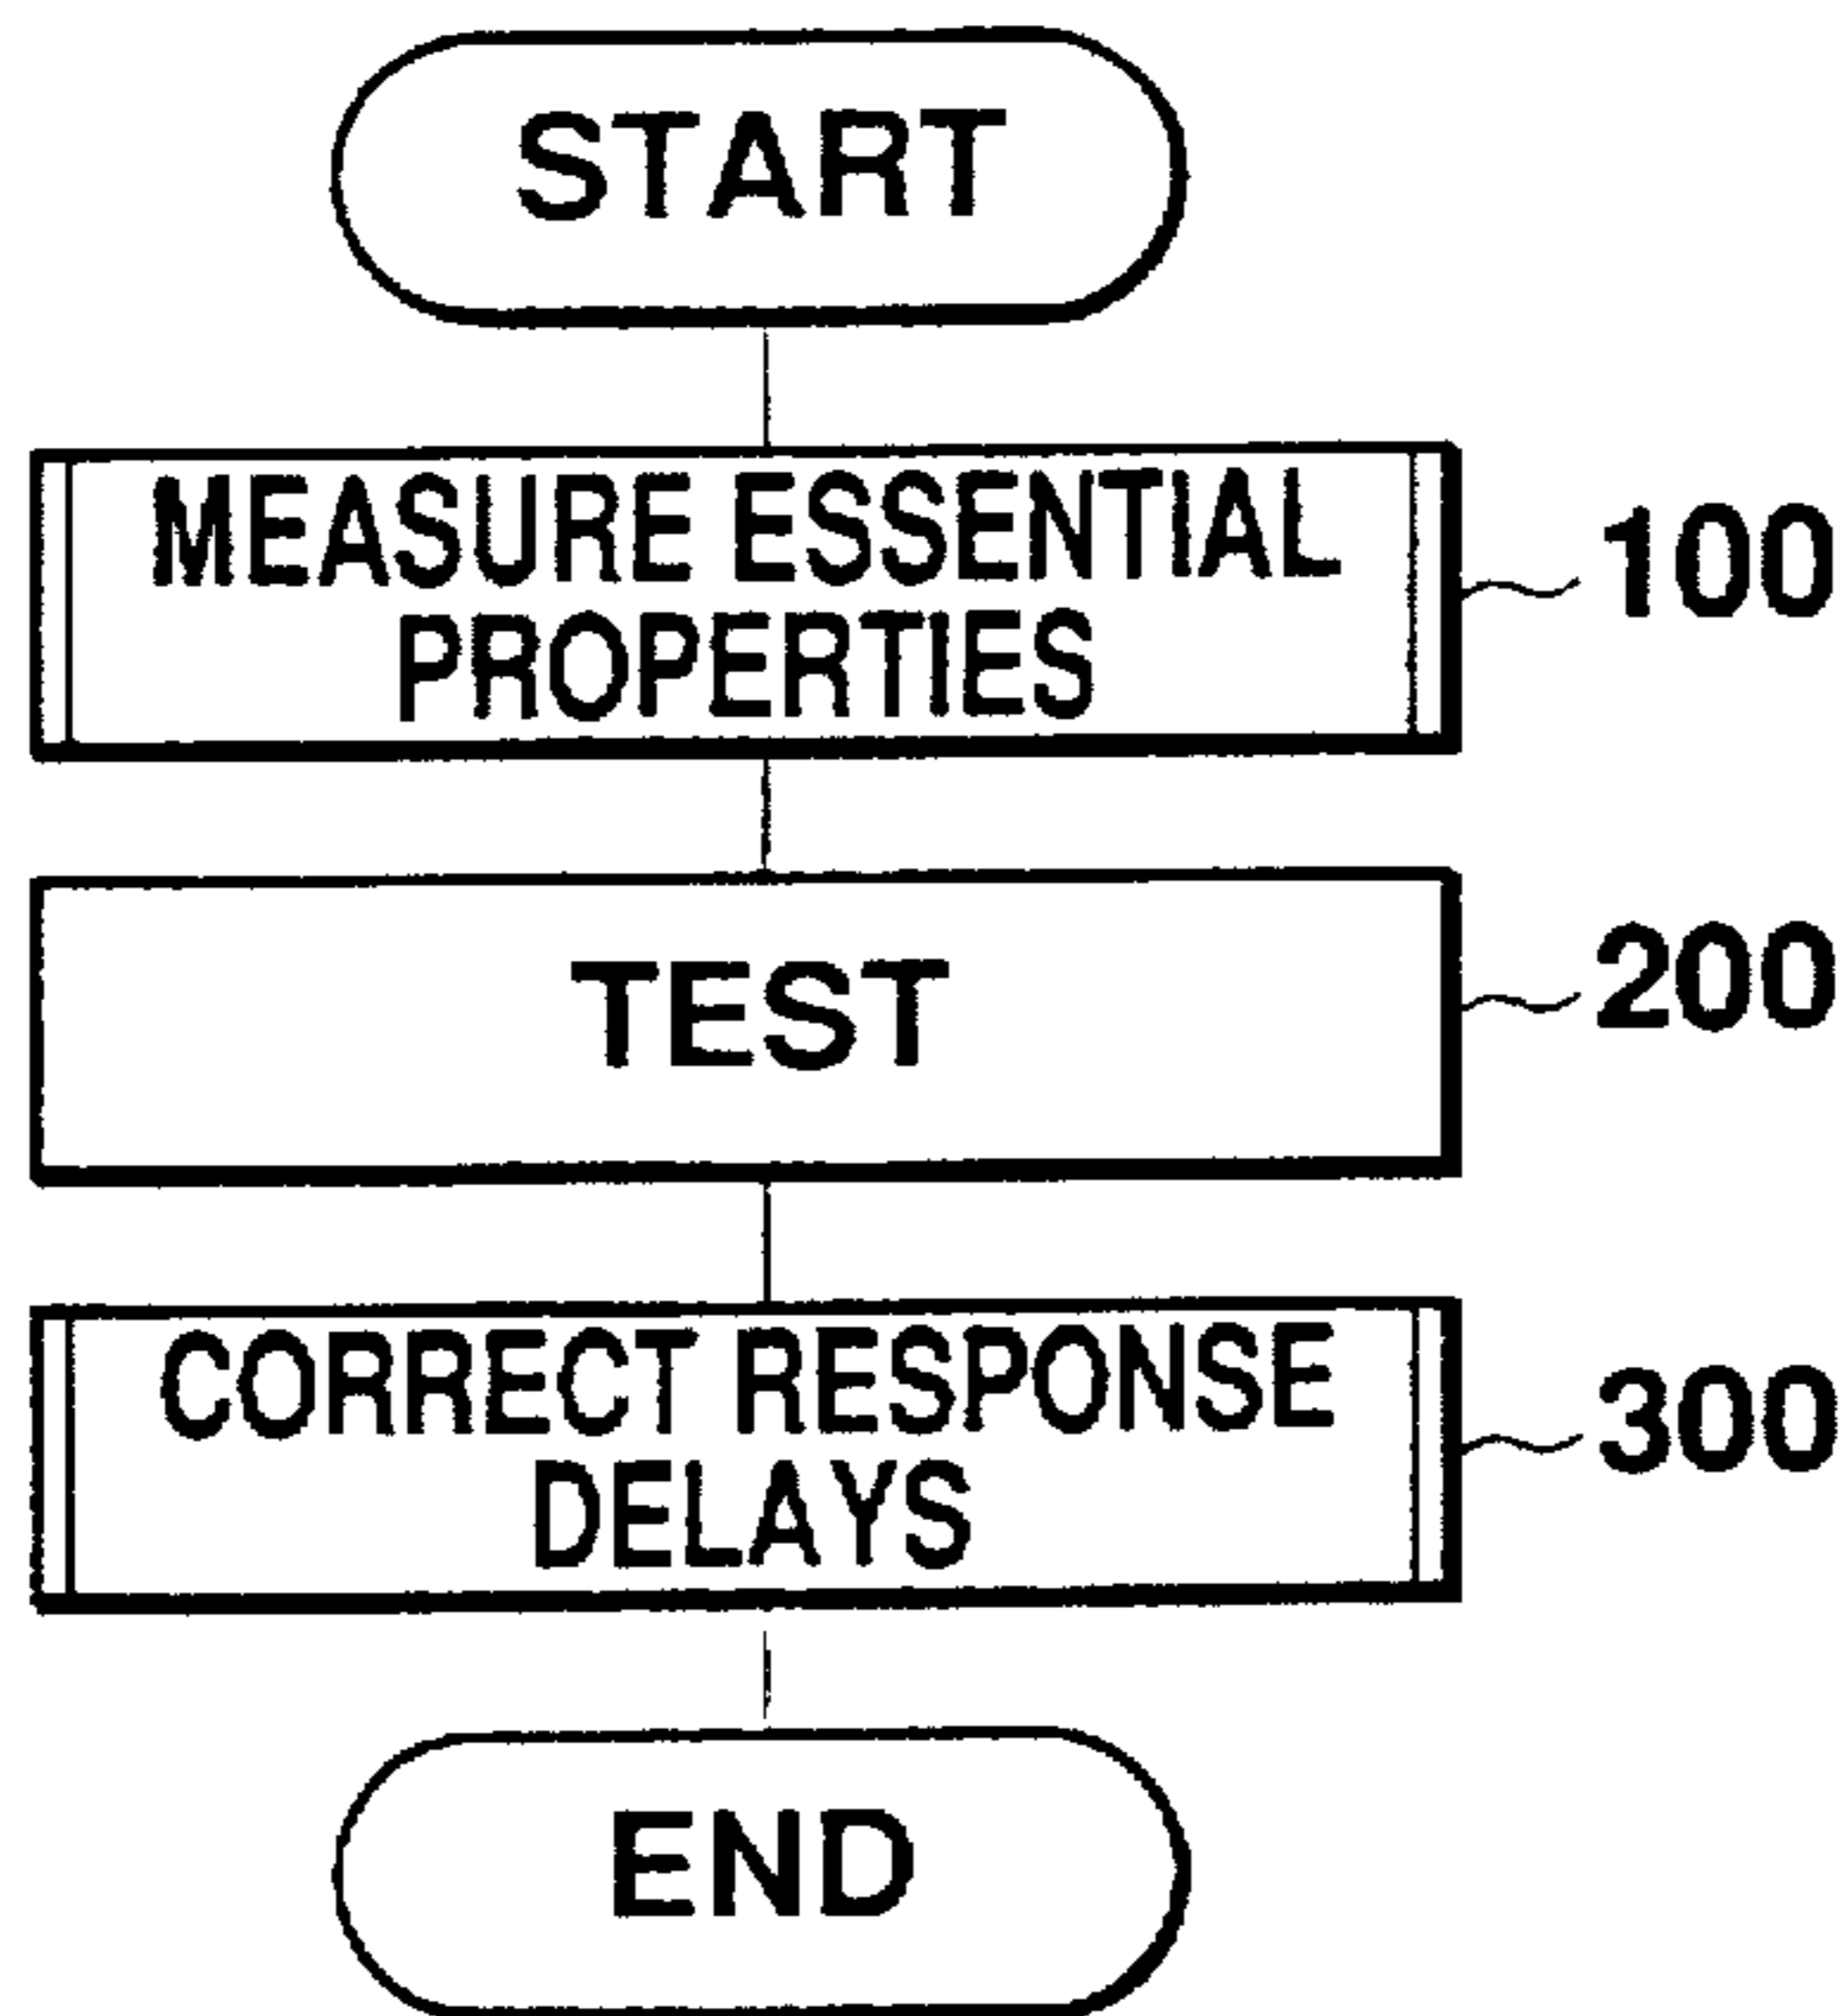 START
MEASURE ESSENTIAL
PROPERTIES
100
TEST
200
CORRECT RESPONSE
DELAYS
300
END